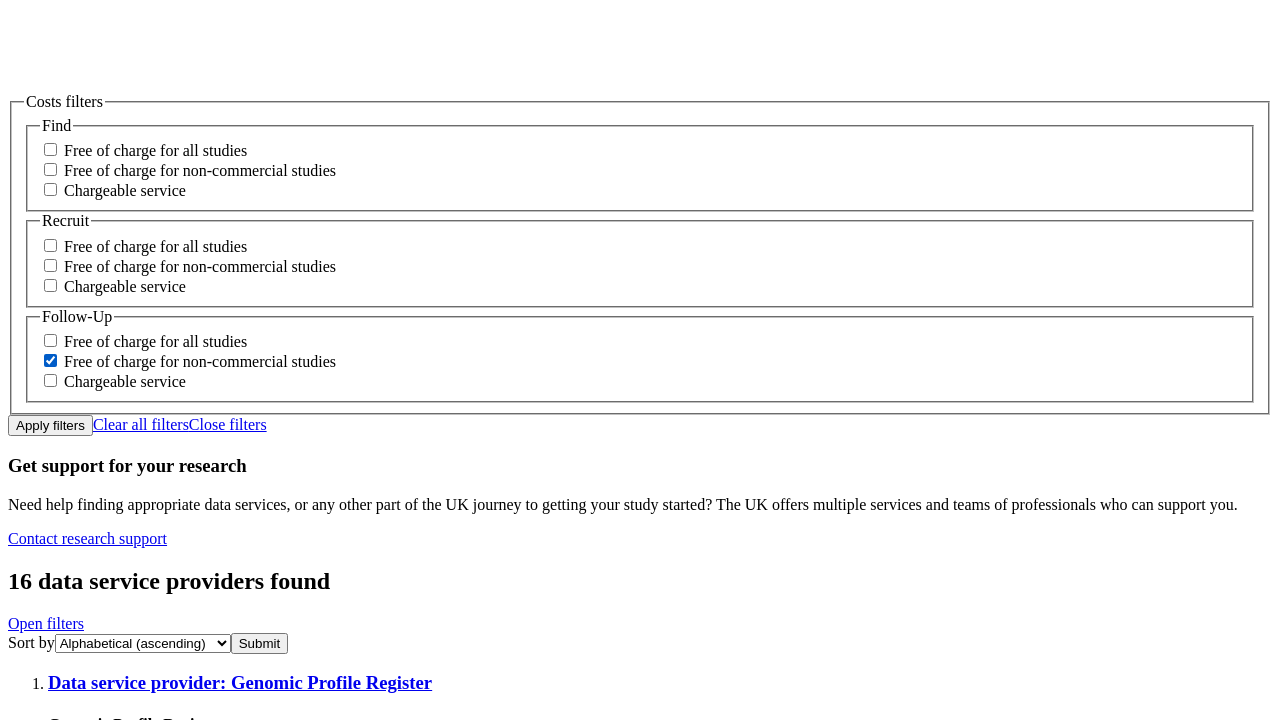 Costs filters
Find
Free of charge for all studies
Free of charge for non-commercial studies
Chargeable service
Recruit
Free of charge for all studies
Free of charge for non-commercial studies
Chargeable service
Follow-Up
Free of charge for all studies
Free of charge for non-commercial studies
Chargeable service
Apply filtersClear all filtersClose filters
Get support for your research
Need help finding appropriate data services, or any other part of the UK journey to getting your study started? The UK offers multiple services and teams of professionals who can support you.
Contact research support
16 data service providers found
Open filters
Sort by Alphabetical (ascending) Submit
1. Data service provider: Genomic Profile Register